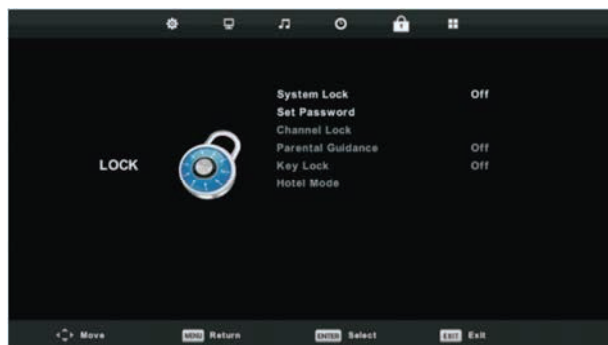 System Lock Off
Set Password
Channel Lock
Parental Guidance Off
Key Lock Off
Hotel Mode
LOCK
Move MENU Return ENTER Select EXIT Exit